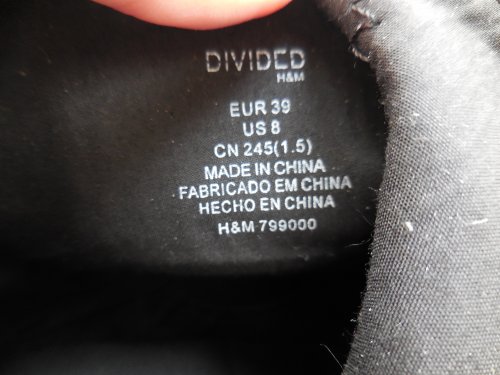 DIVIDED
H&M
EUR 39
US 8
CN 245(1.5)
MADE IN CHINA
FABRICADO EM CHINA
HECHO EN CHINA
H&M 799000